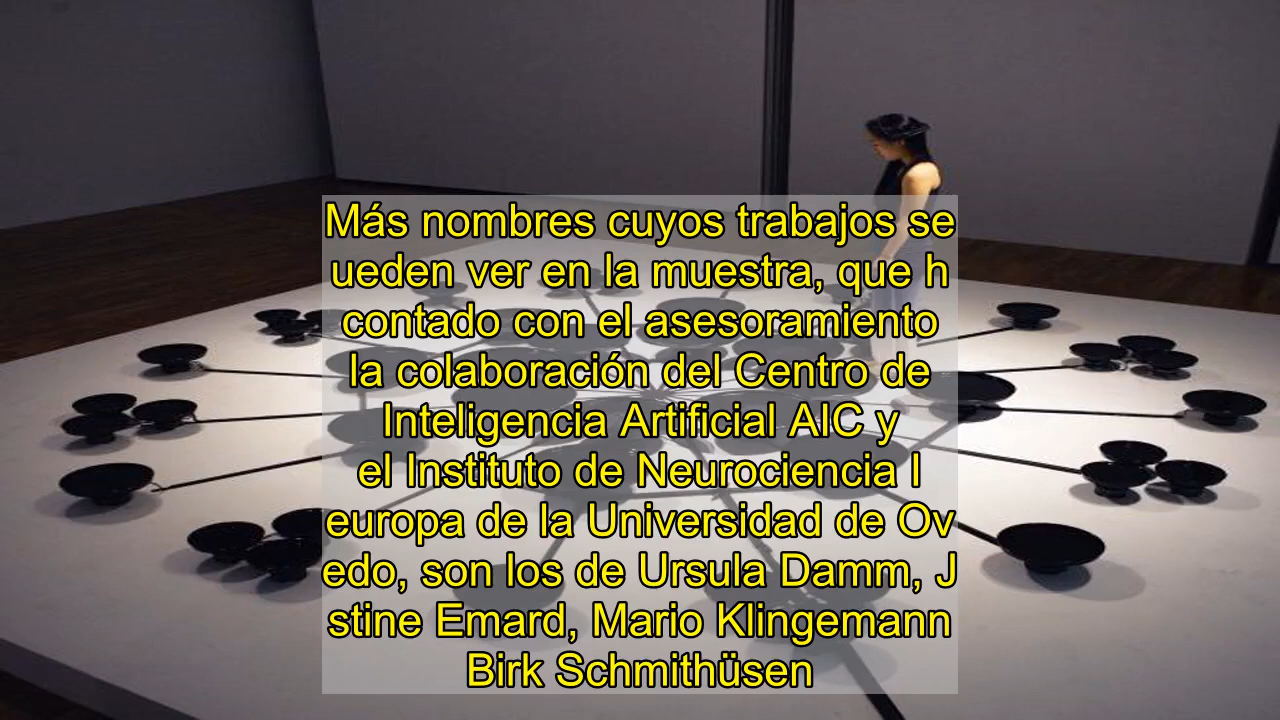 Más nombres cuyos trabajos se
ueden ver en la muestra, que h
contado con el asesoramiento
la colaboración del Centro de
Inteligencia Artificial AIC y
el Instituto de Neurociencia I
europa de la Universidad de Ov
edo, son los de Ursula Damm, J
stine Emard, Mario Klingemann
Birk Schmithüsen